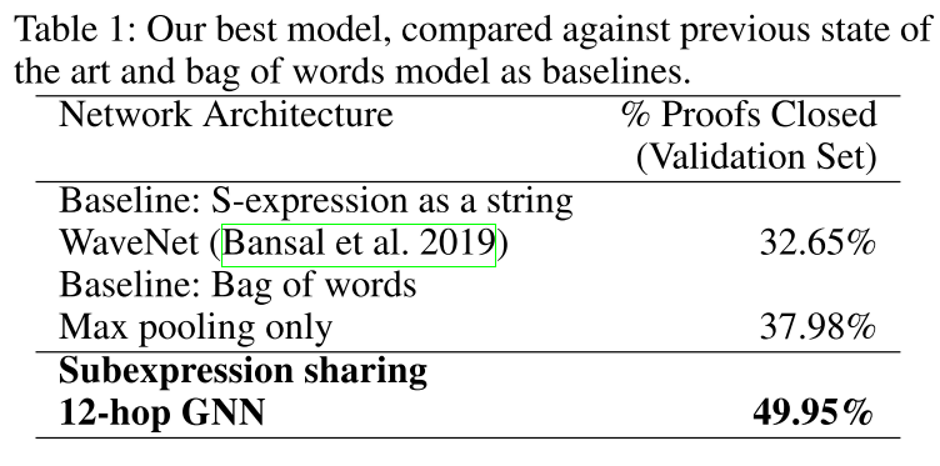 Table 1: Our best model, compared against previous state of
the art and bag of words model as baselines.
Network Architecture % Proofs Closed
(Validation Set)
Baseline: S-expression as a string
WaveNet (Bansal et al. 2019) 32.65%
Baseline: Bag of words
Max pooling only 37.98%
Subexpression sharing
12-hop GNN 49.95%